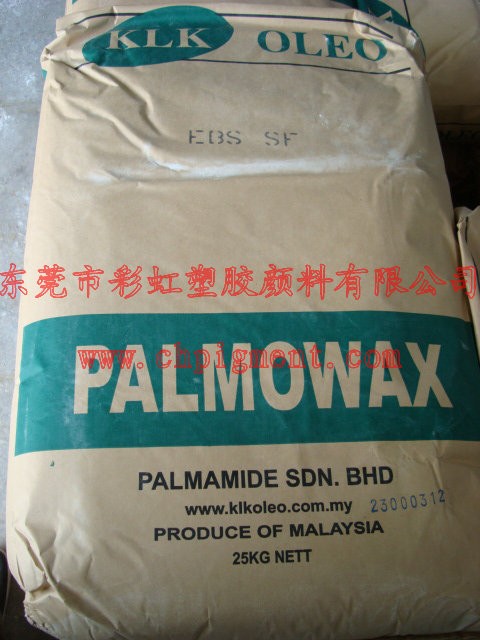 KLK OLEO
EBS SF
东莞市彩虹塑胶颜料有限公司
www.chpigment.com
PALMOWAX
PALMAMIDE SDN. BHD
www.klkoleo.com.my 23000312
PRODUCE OF MALAYSIA
25KG NETT